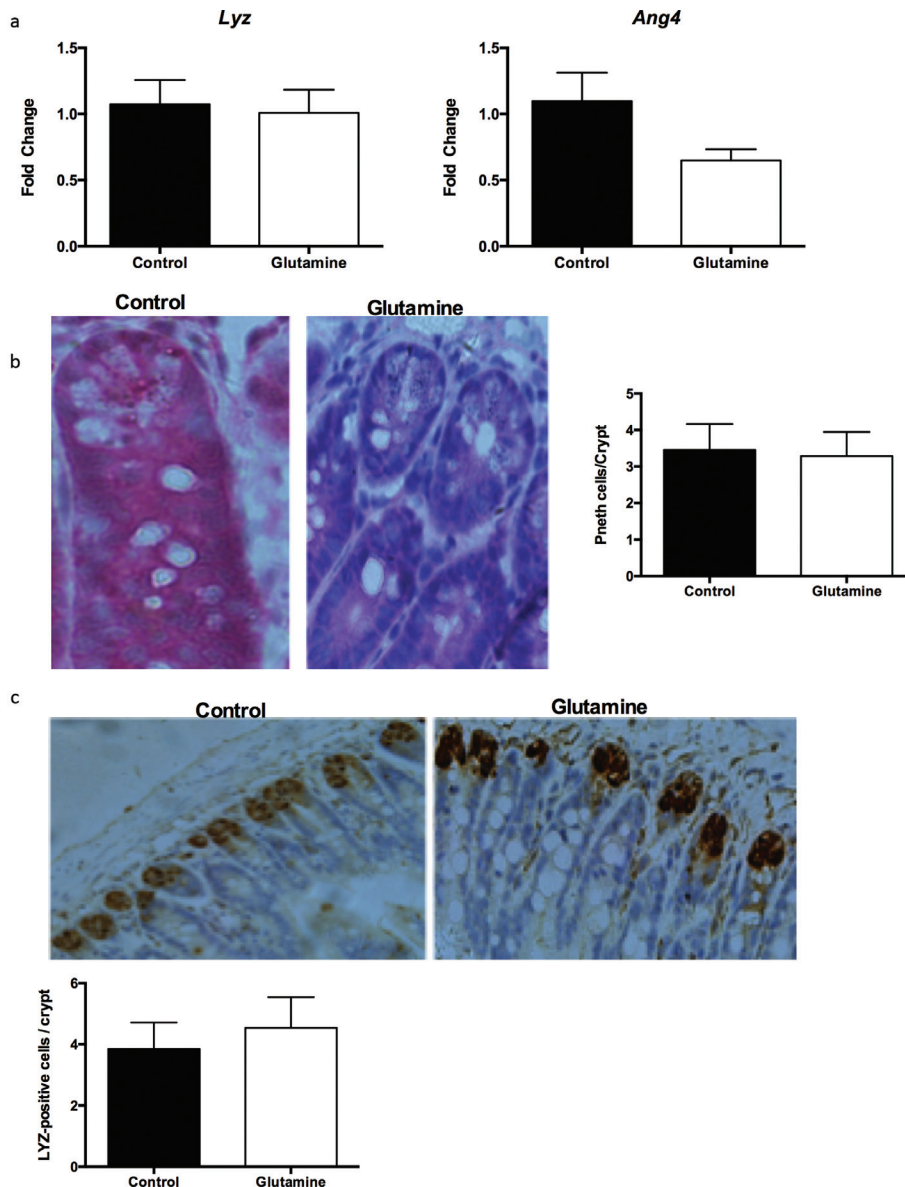 a
Lyz
Ang4
Fold Change
1.5
1.0
0.5
0.0
Control
Glutamine
Fold Change
1.5
1.0
0.5
0.0
Control
Glutamine
b
Control
Glutamine
Pneth cells/Crypt
5
4
3
2
1
0
Control
Glutamine
c
Control
Glutamine
LYZ-positive cells / crypt
6
4
2
0
Control
Glutamine